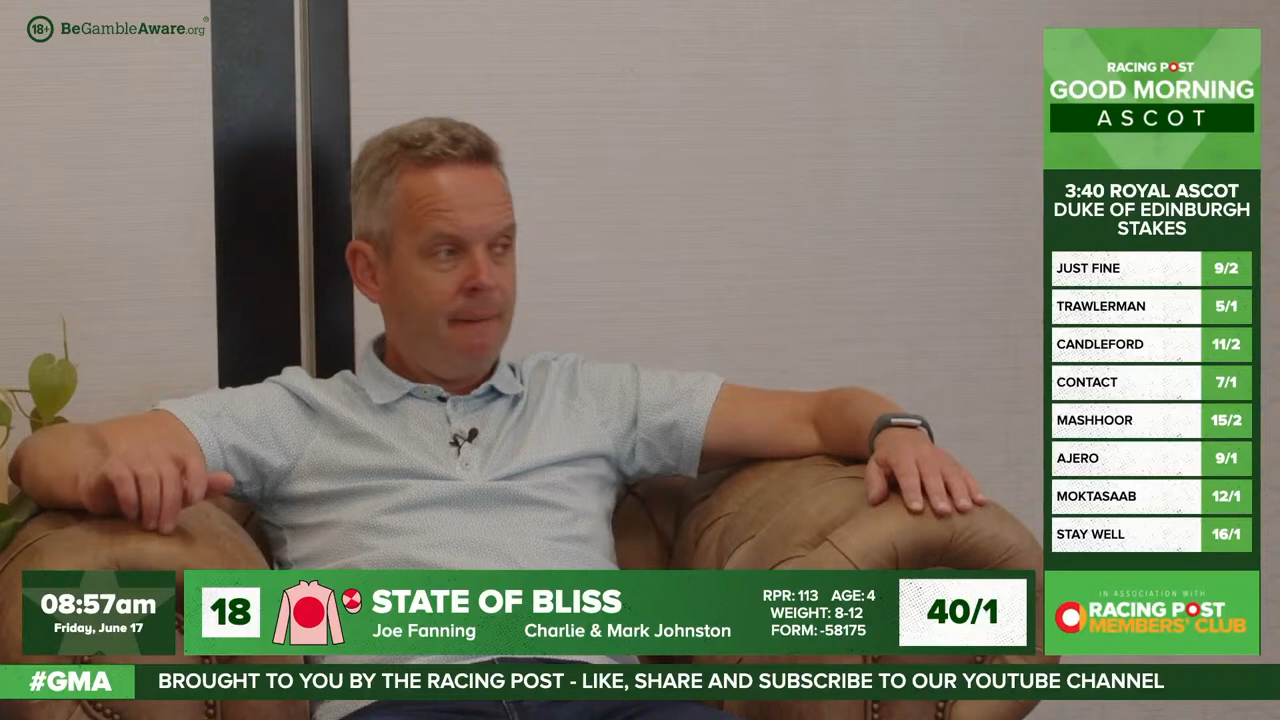 18+ BeGambleAware.org®
RACING POST
GOOD MORNING
ASCOT
3:40 ROYAL ASCOT
DUKE OF EDINBURGH
STAKES
JUST FINE 9/2
TRAWLERMAN 5/1
CANDLEFORD 11/2
CONTACT 7/1
MASHHOOR 15/2
AJERO 9/1
MOKTASAAB 12/1
STAY WELL 16/1
IN ASSOCIATION WITH
RACING POST
MEMBERS' CLUB
08:57am
Friday, June 17
18
STATE OF BLISS
Joe Fanning Charlie & Mark Johnston
RPR: 113 AGE: 4
WEIGHT: 8-12
FORM: -58175
40/1
#GMA
BROUGHT TO YOU BY THE RACING POST - LIKE, SHARE AND SUBSCRIBE TO OUR YOUTUBE CHANNEL